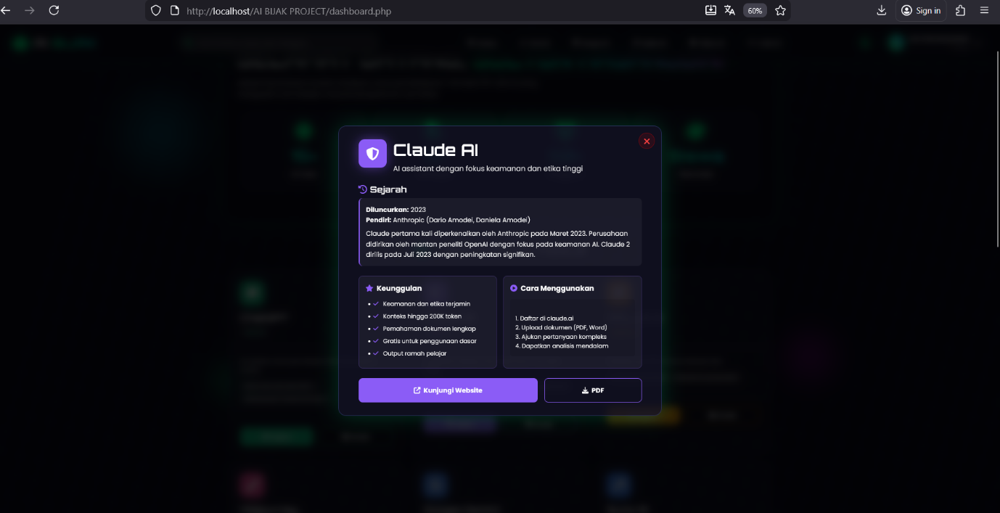 http://localhost/AI BIJAK PROJECT/dashboard.php
60%
Sign in
Claude AI
AI assistant dengan fokus keamanan dan etika tinggi
Sejarah
Diluncurkan: 2023
Pendiri: Anthropic (Dario Amodei, Daniela Amodei)
Claude pertama kali diperkenalkan oleh Anthropic pada Maret 2023. Perusahaan
didirikan oleh mantan peneliti OpenAI dengan fokus pada keamanan AI. Claude 2
dirilis pada Juli 2023 dengan peningkatan signifikan.
Keunggulan
Keamanan dan etika terjamin
Konteks hingga 200K token
Pemahaman dokumen lengkap
Gratis untuk penggunaan dasar
Output ramah pelajar
Cara Menggunakan
1. Daftar di claude.ai
2. Upload dokumen (PDF, Word)
3. Ajukan pertanyaan kompleks
4. Dapatkan analisis mendalam
Kunjungi Website
PDF